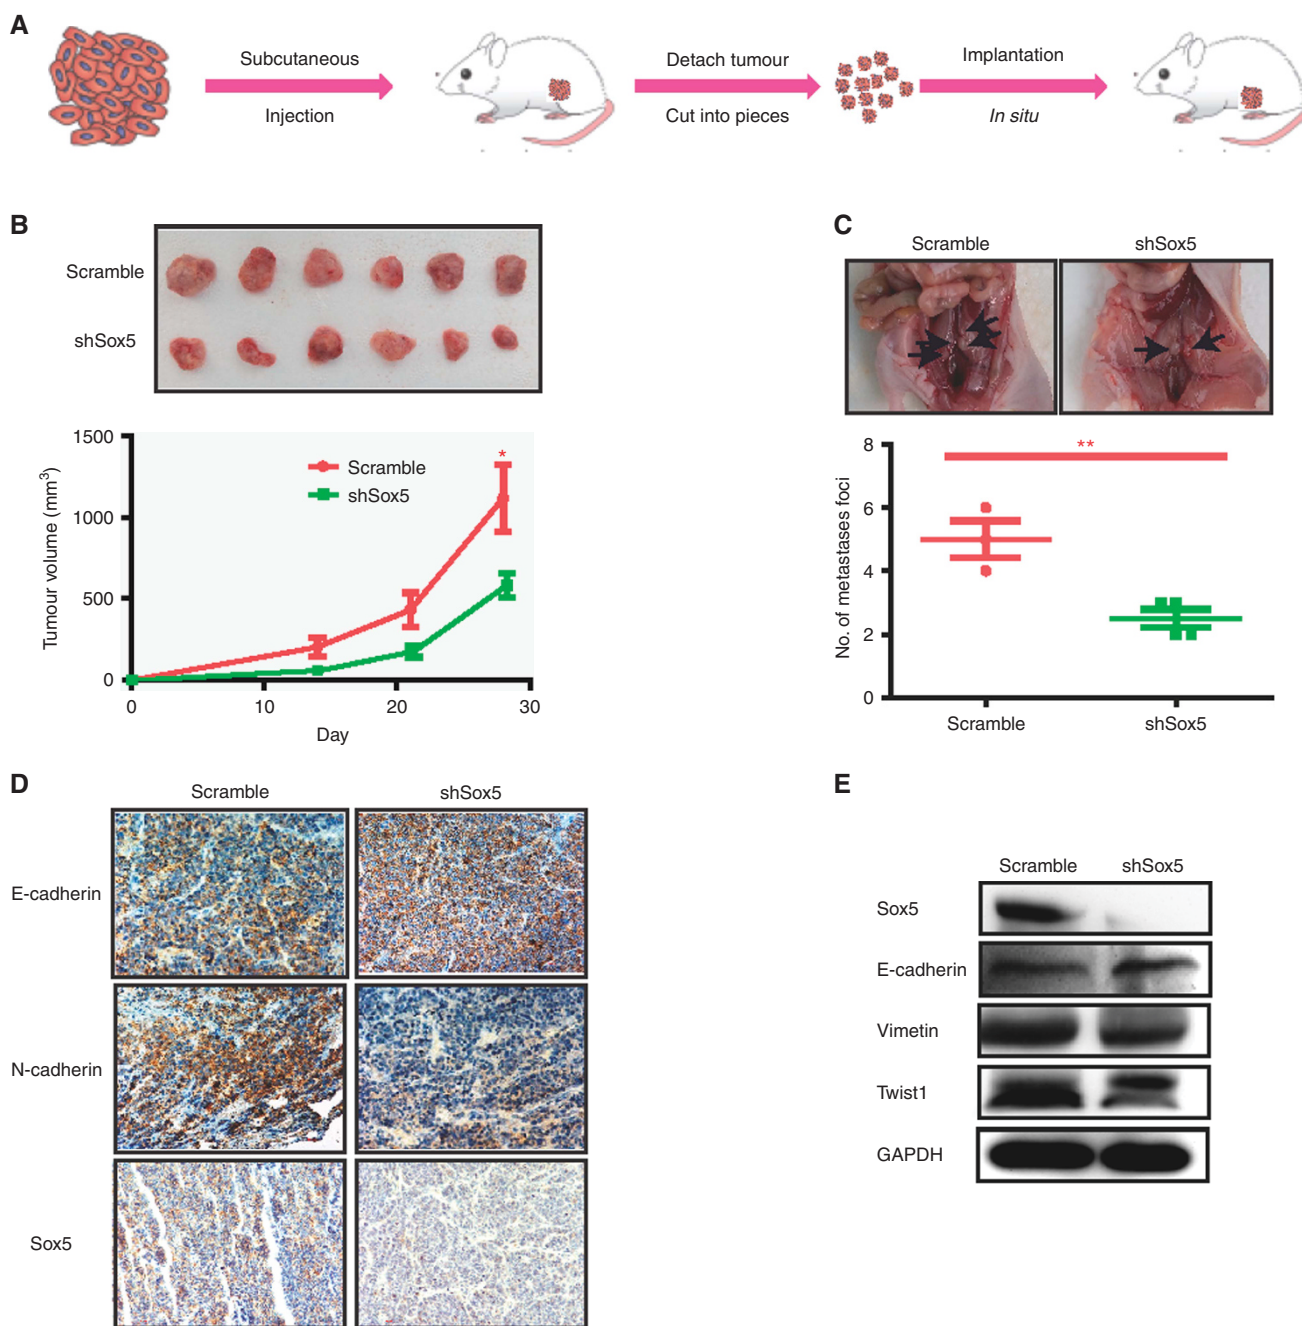 A
Subcutaneous
Injection
Detach tumour
Cut into pieces
Implantation
In situ
B
Scramble
shSox5
Tumour volume (mm3)
1500
1000
500
0
*
Scramble
shSox5
0 10 20 30
Day
C
Scramble shSox5
No. of metastases foci
8
6
4
2
0
**
Scramble shSox5
D
Scramble shSox5
E-cadherin
N-cadherin
Sox5
E
Scramble shSox5
Sox5
E-cadherin
Vimetin
Twist1
GAPDH